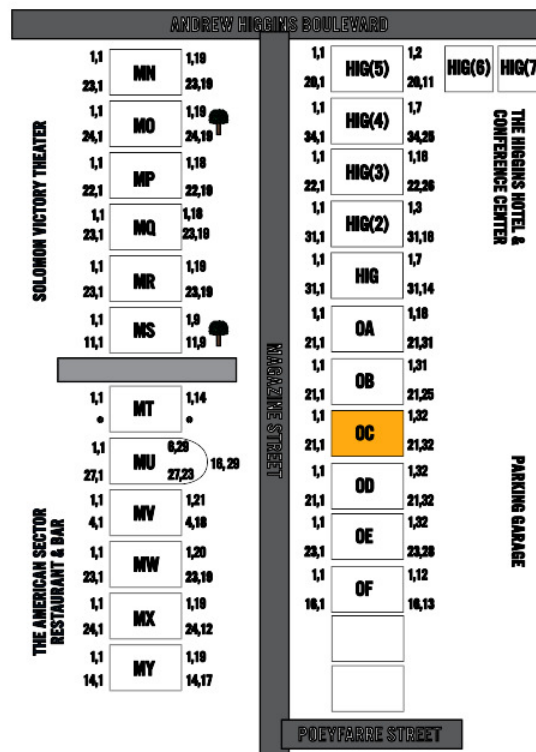 ANDREW HIGGINS BOULEVARD
SOLOMON VICTORY THEATER
1,1 1,19
MN
23,1 23,19
1,1 1,19
MO
24,1 24,19
1,1 1,18
MP
22,1 22,19
1,1 1,18
MQ
23,1 23,19
1,1 1,19
MR
23,1 23,19
1,1 1,9
MS
11,1 11,9
THE AMERICAN SECTOR
RESTAURANT & BAR
1,1 1,14
MT
* *
1,1 6,29
MU 16,29
27,1 27,23
1,1 1,21
MV
4,1 4,18
1,1 1,20
MW
23,1 23,19
1,1 1,19
MX
24,1 24,12
1,1 1,19
MY
14,1 14,17
MAGAZINE STREET
1,1 1,2
HIG(5) HIG(6) HIG(7
20,1 20,11
1,1 1,7
HIG(4)
34,1 34,25
1,1 1,16
HIG(3)
22,1 22,26
1,1 1,3
HIG(2)
31,1 31,16
1,1 1,7
HIG
31,1 31,14
1,1 1,18
OA
21,1 21,31
1,1 1,31
OB
21,1 21,25
1,1 1,32
OC
21,1 21,32
1,1 1,32
OD
21,1 21,32
1,1 1,32
OE
23,1 23,28
1,1 1,12
OF
16,1 16,13
THE HIGGINS HOTEL &
CONFERENCE CENTER
PARKING GARAGE
POEYFARRE STREET